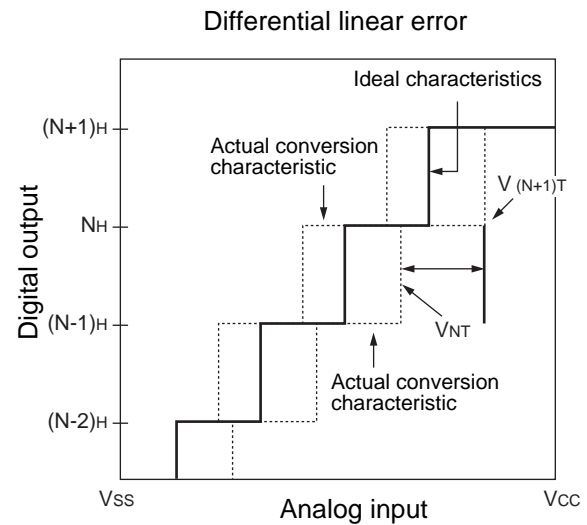 Differential linear error
Ideal characteristics
(N+1)H
Actual conversion
characteristic
V (N+1)T
NH
Digital output
(N-1)H
VNT
Actual conversion
characteristic
(N-2)H
VSS
Analog input
VCC